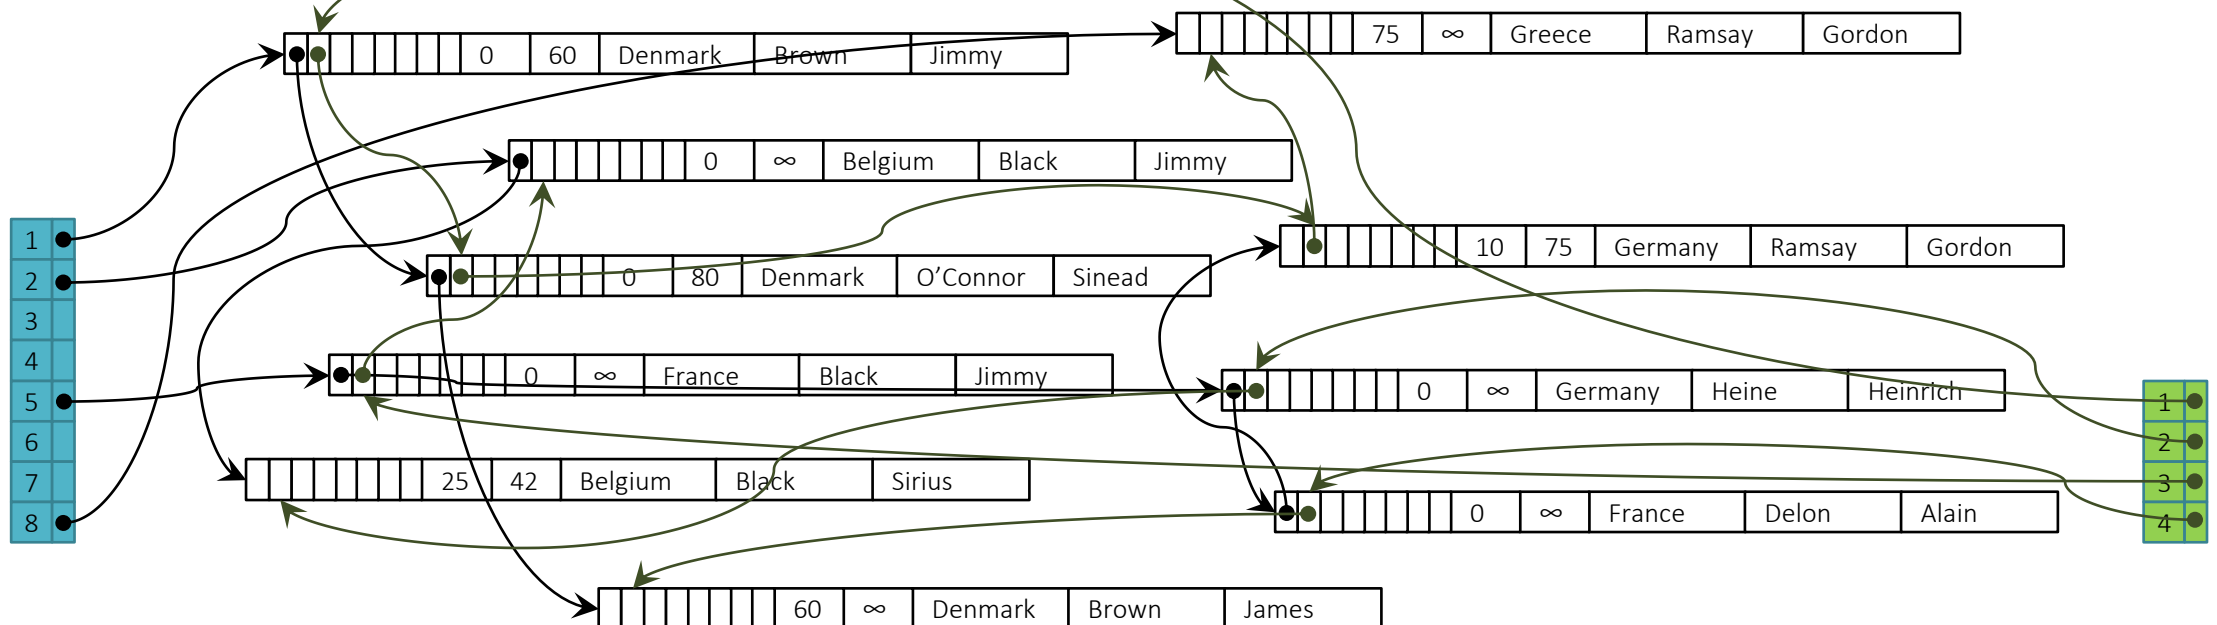 0 60 Denmark Brown Jimmy
75 ∞ Greece Ramsay Gordon
0 ∞ Belgium Black Jimmy
10 75 Germany Ramsay Gordon
0 80 Denmark O’Connor Sinead
0 ∞ France Black Jimmy
0 ∞ Germany Heine Heinrich
25 42 Belgium Black Sirius
0 ∞ France Delon Alain
60 ∞ Denmark Brown James
1
2
3
4
5
6
7
8
1
2
3
4